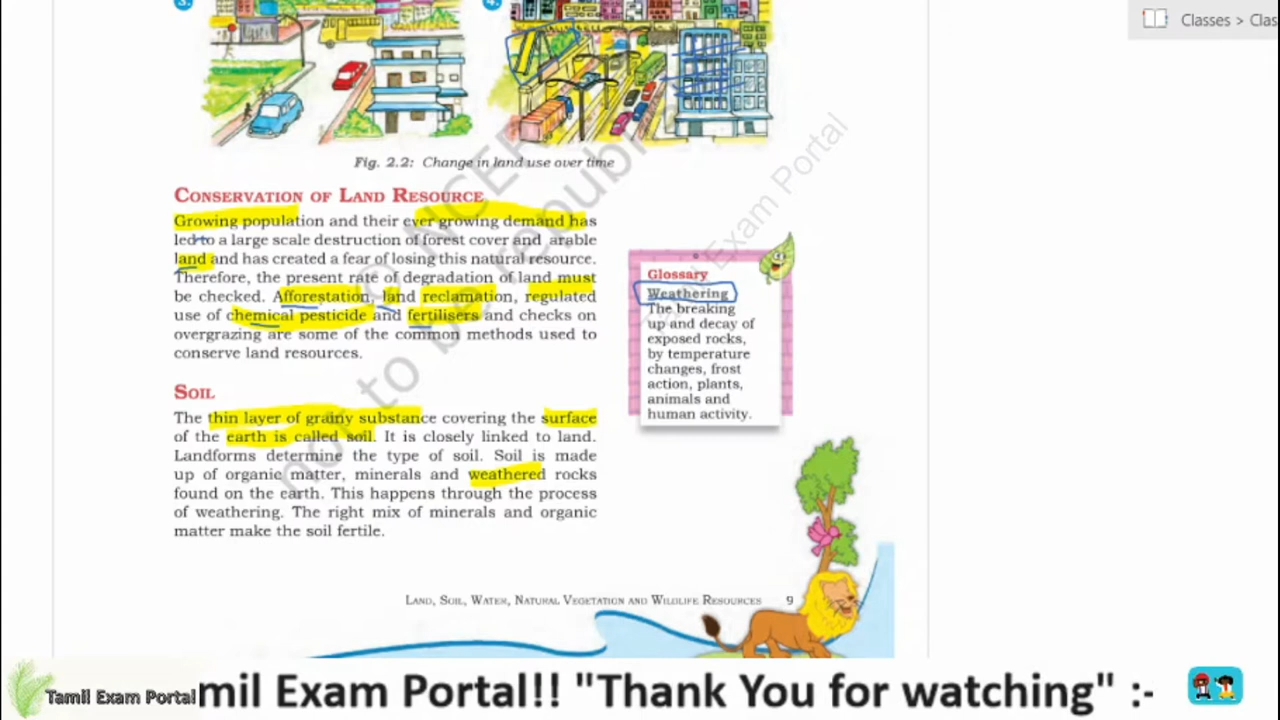 3.
4.
Classes > Clas
Fig. 2.2: Change in land use over time
CONSERVATION OF LAND RESOURCE
Growing population and their ever growing demand has
led to a large scale destruction of forest cover and arable
land and has created a fear of losing this natural resource.
Therefore, the present rate of degradation of land must
be checked. Afforestation, land reclamation, regulated
use of chemical pesticide and fertilisers and checks on
overgrazing are some of the common methods used to
conserve land resources.
Glossary
Weathering
The breaking
up and decay of
exposed rocks,
by temperature
changes, frost
action, plants,
animals and
human activity.
SOIL
The thin layer of grainy substance covering the surface
of the earth is called soil. It is closely linked to land.
Landforms determine the type of soil. Soil is made
up of organic matter, minerals and weathered rocks
found on the earth. This happens through the process
of weathering. The right mix of minerals and organic
matter make the soil fertile.
LAND, SOIL, WATER, NATURAL VEGETATION AND WILDLIFE RESOURCES 9
not to be republ
Exam Portal
Tamil Exam Portal
mil Exam Portal!! "Thank You for watching" :-